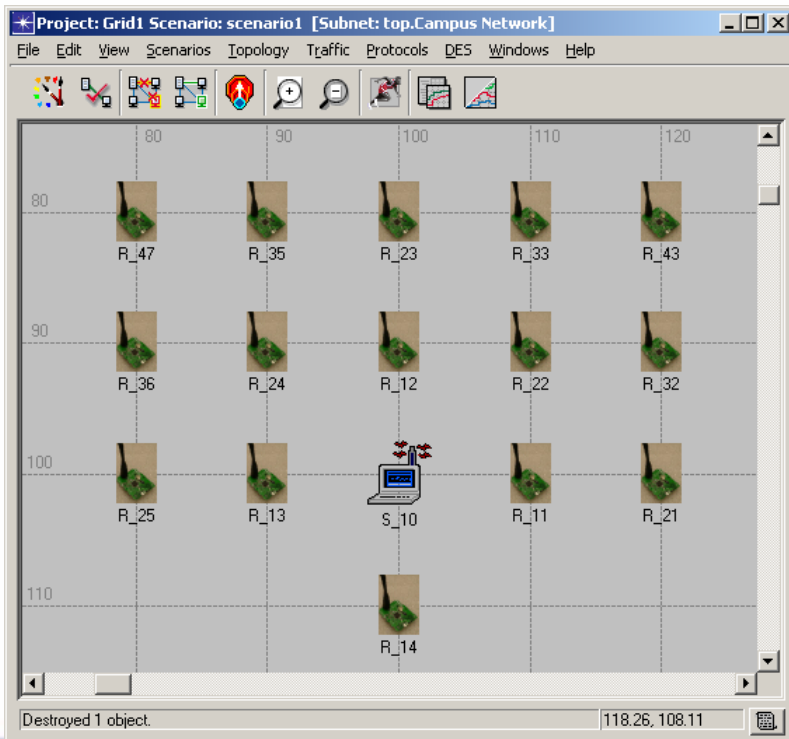 Project: Grid1 Scenario: scenario1 [Subnet: top.Campus Network]
File Edit View Scenarios Topology Traffic Protocols DES Windows Help
80 90 100 110 120
80
R_47 R_35 R_23 R_33 R_43
90
R_36 R_24 R_12 R_22 R_32
100
R_25 R_13 S_10 R_11 R_21
110
R_14
Destroyed 1 object. 118.26, 108.11